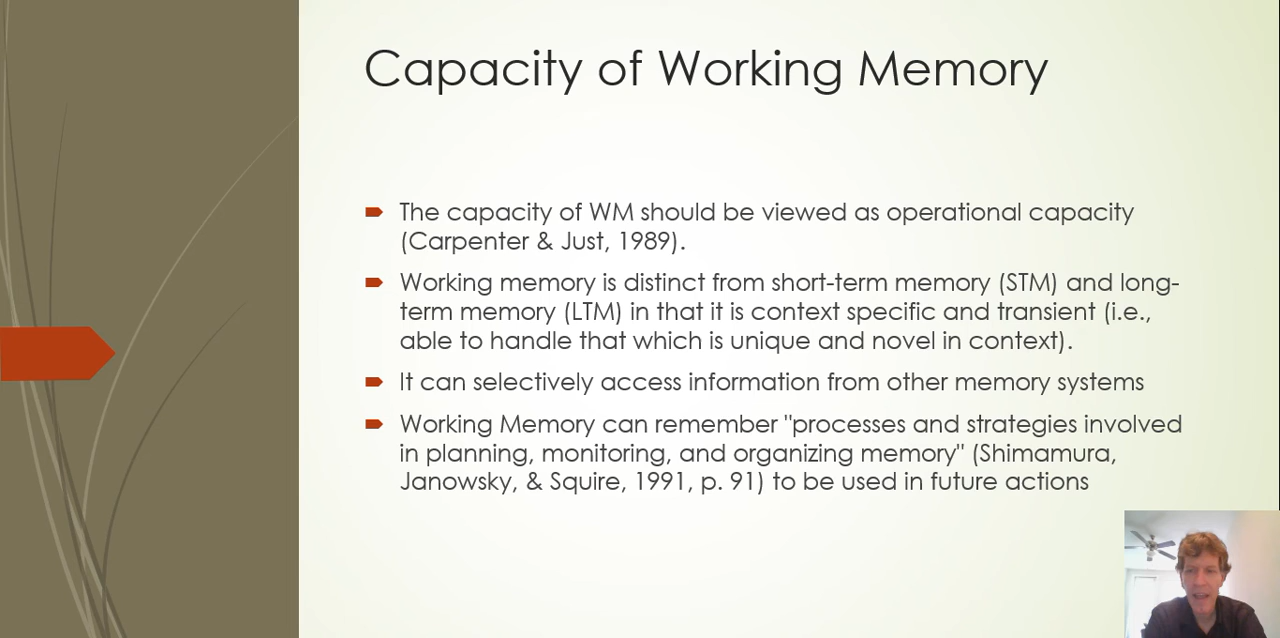 Capacity of Working Memory
The capacity of WM should be viewed as operational capacity
(Carpenter & Just, 1989).
Working memory is distinct from short-term memory (STM) and long-
term memory (LTM) in that it is context specific and transient (i.e.,
able to handle that which is unique and novel in context).
It can selectively access information from other memory systems
Working Memory can remember "processes and strategies involved
in planning, monitoring, and organizing memory" (Shimamura,
Janowsky, & Squire, 1991, p. 91) to be used in future actions